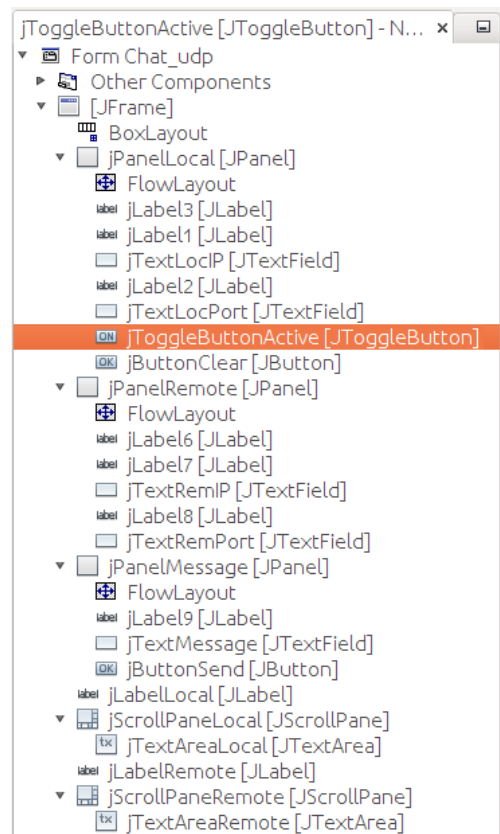 jToggleButtonActive [JToggleButton] - N... ×
Form Chat_udp
Other Components
[JFrame]
BoxLayout
jPanelLocal [JPanel]
FlowLayout
label jLabel3 [JLabel]
label jLabel1 [JLabel]
jTextLocIP [JTextField]
label jLabel2 [JLabel]
jTextLocPort [JTextField]
ON jToggleButtonActive [JToggleButton]
OK jButtonClear [JButton]
jPanelRemote [JPanel]
FlowLayout
label jLabel6 [JLabel]
label jLabel7 [JLabel]
jTextRemIP [JTextField]
label jLabel8 [JLabel]
jTextRemPort [JTextField]
jPanelMessage [JPanel]
FlowLayout
label jLabel9 [JLabel]
jTextMessage [JTextField]
OK jButtonSend [JButton]
label jLabelLocal [JLabel]
jScrollPaneLocal [JScrollPane]
tx jTextAreaLocal [JTextArea]
label jLabelRemote [JLabel]
jScrollPaneRemote [JScrollPane]
tx jTextAreaRemote [JTextArea]